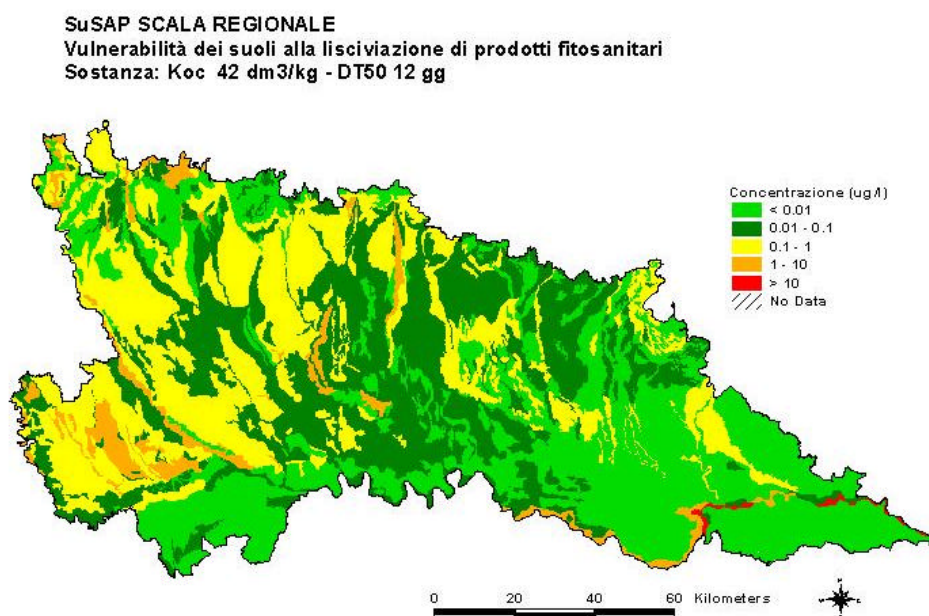 SuSAP SCALA REGIONALE
Vulnerabilità dei suoli alla lisciviazione di prodotti fitosanitari
Sostanza: Koc 42 dm3/kg - DT50 12 gg
Concentrazione (ug/l)
< 0.01
0.01 - 0.1
0.1 - 1
1 - 10
> 10
No Data
0 20 40 60 Kilometers